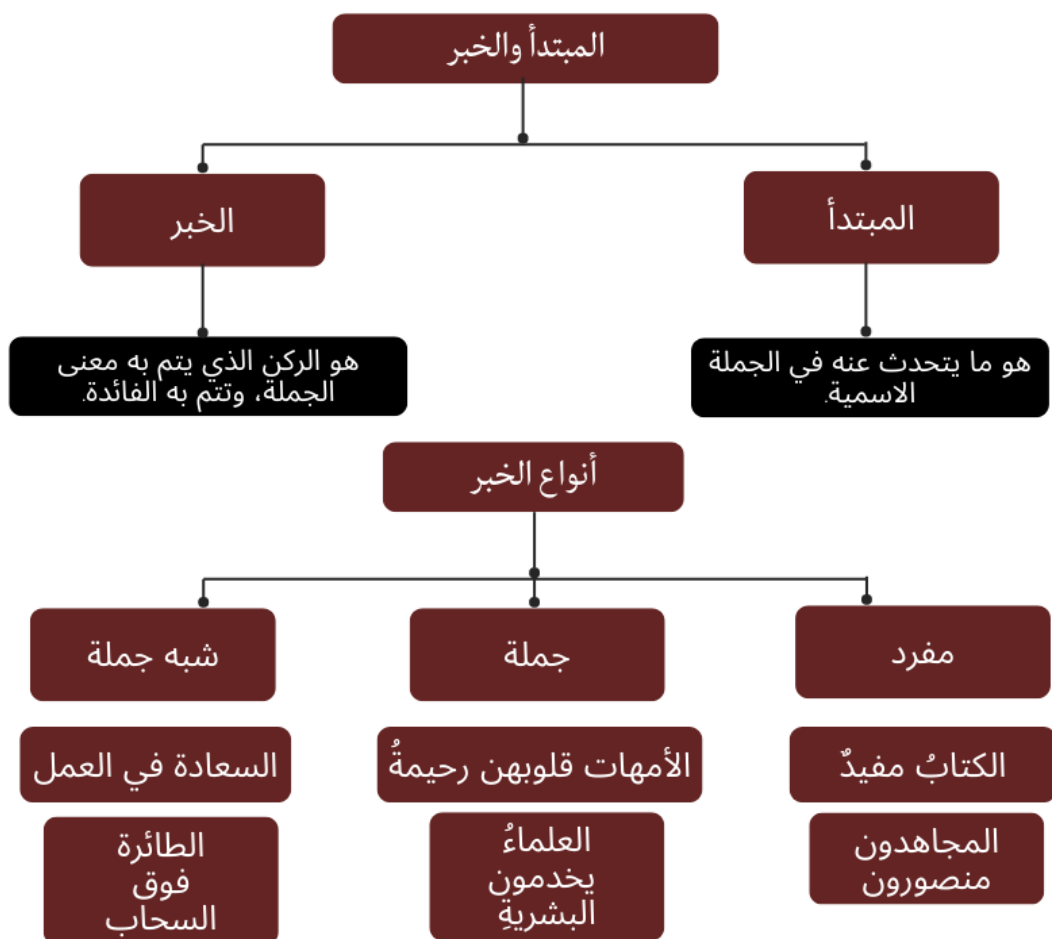 المبتدأ والخبر
المبتدأ
الخبر
هو ما يتحدث عنه في الجملة
الاسمية.
هو الركن الذي يتم به معنى
الجملة، وتتم به الفائدة.
أنواع الخبر
مفرد
جملة
شبه جملة
الكتابُ مفيدٌ
الأمهات قلوبهن رحيمةُ
السعادة في العمل
المجاهدون
منصورون
العلماءُ
يخدمون
البشريةِ
الطائرة
فوق
السحاب